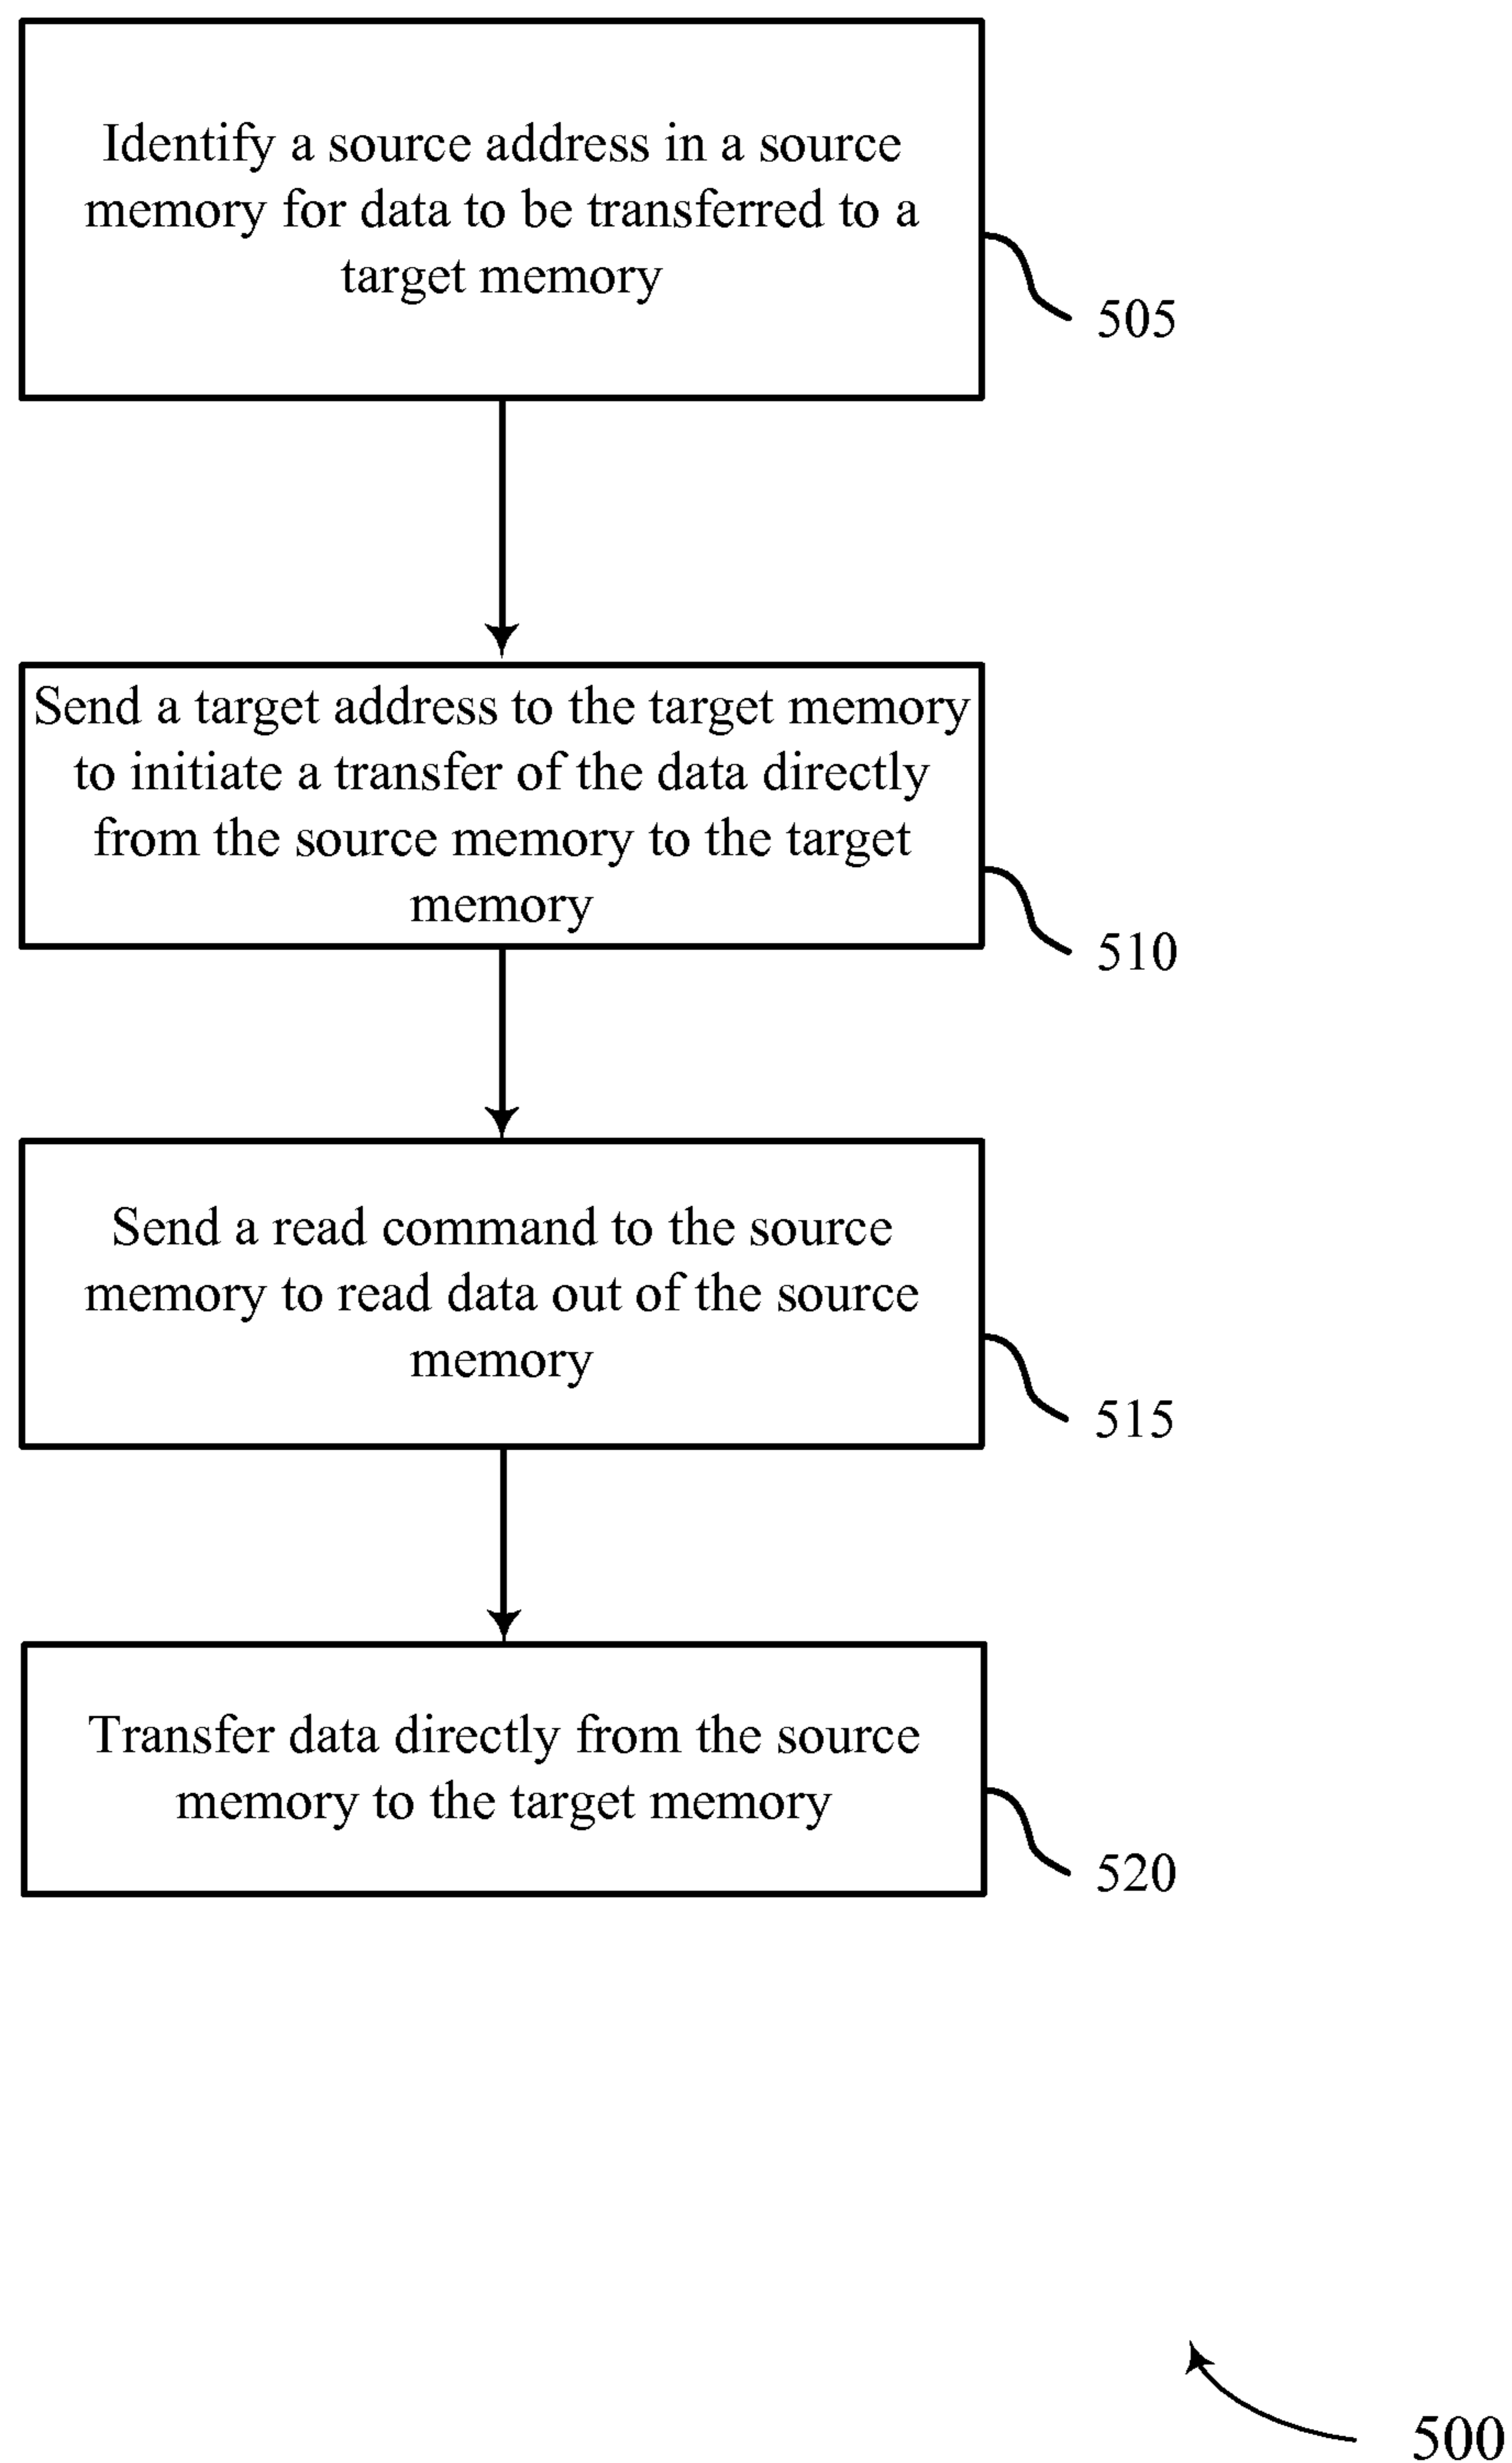 Identify a source address in a source
memory for data to be transferred to a
target memory
505
Send a target address to the target memory
to initiate a transfer of the data directly
from the source memory to the target
memory
510
Send a read command to the source
memory to read data out of the source
memory
515
Transfer data directly from the source
memory to the target memory
520
500